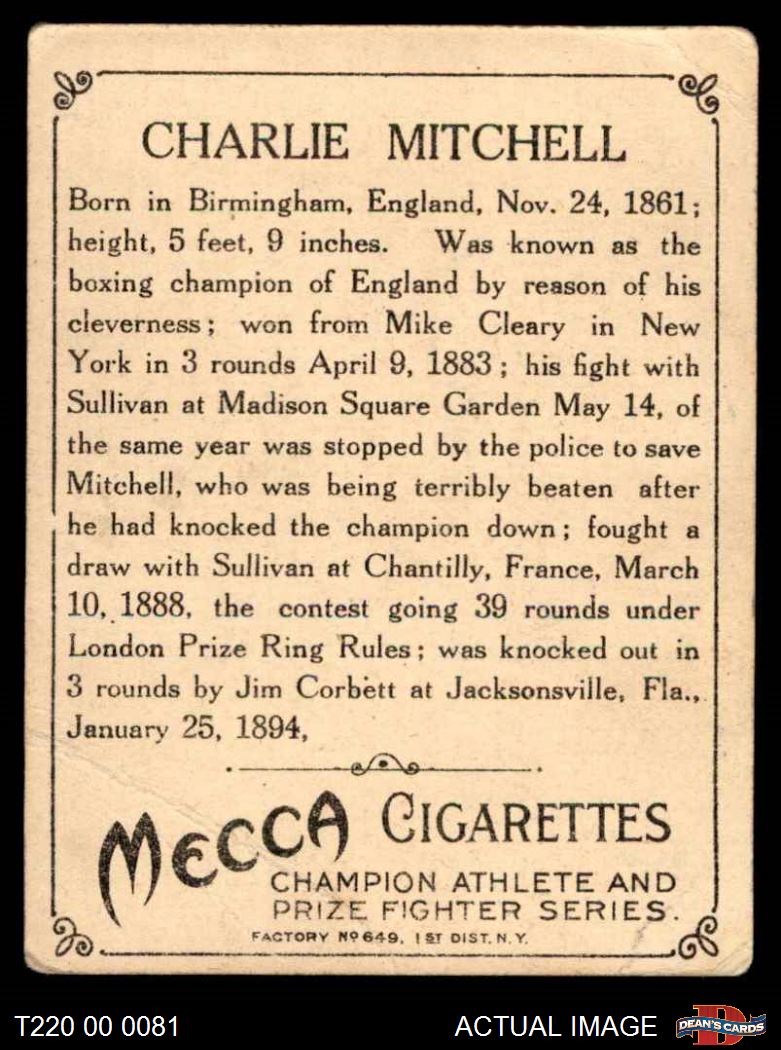 CHARLIE MITCHELL
Born in Birmingham, England, Nov. 24, 1861;
height, 5 feet, 9 inches. Was known as the
boxing champion of England by reason of his
cleverness; won from Mike Cleary in New
York in 3 rounds April 9, 1883; his fight with
Sullivan at Madison Square Garden May 14, of
the same year was stopped by the police to save
Mitchell, who was being terribly beaten after
he had knocked the champion down; fought a
draw with Sullivan at Chantilly, France, March
10, 1888, the contest going 39 rounds under
London Prize Ring Rules; was knocked out in
3 rounds by Jim Corbett at Jacksonsville, Fla.,
January 25, 1894,
MECCA CIGARETTES
CHAMPION ATHLETE AND
PRIZE FIGHTER SERIES.
FACTORY Nº 649, 1ST DIST. N.Y.
T220 00 0081 ACTUAL IMAGE D DEAN'S CARDS